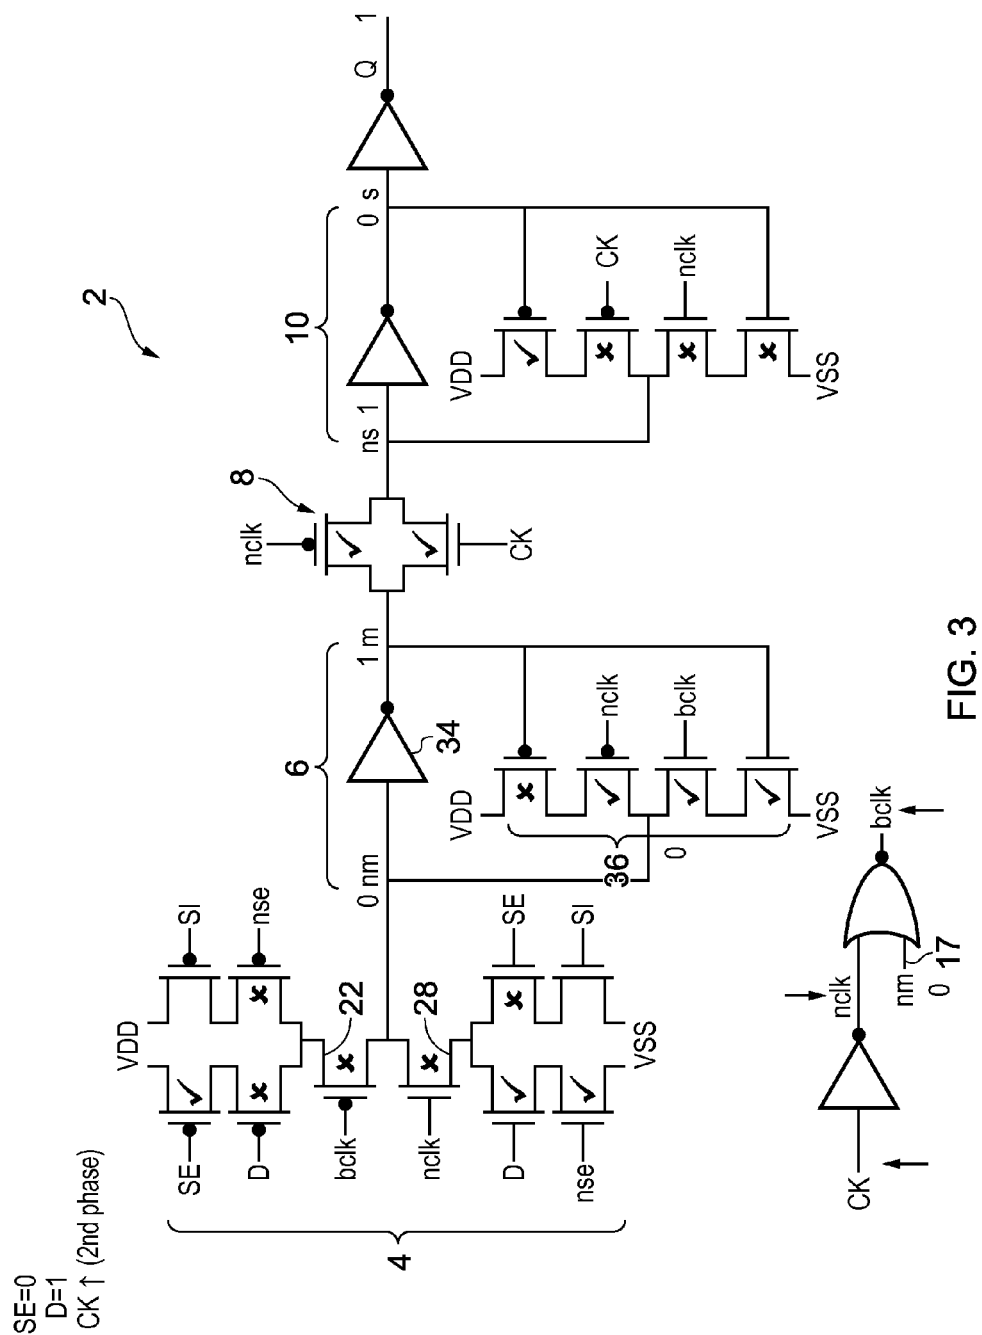 SE=0
D=1
CK ↑ (2nd phase)
2
4
VDD
SE
SI
D
nse
bclk
22
nclk
28
D
SE
nse
SI
VSS
6
0 nm
1 m
34
VDD
nclk
bclk
VSS
36
0
nclk
8
CK
10
ns 1
0 s
VDD
CK
nclk
VSS
Q
1
CK
nclk
nm
0
17
bclk
FIG. 3